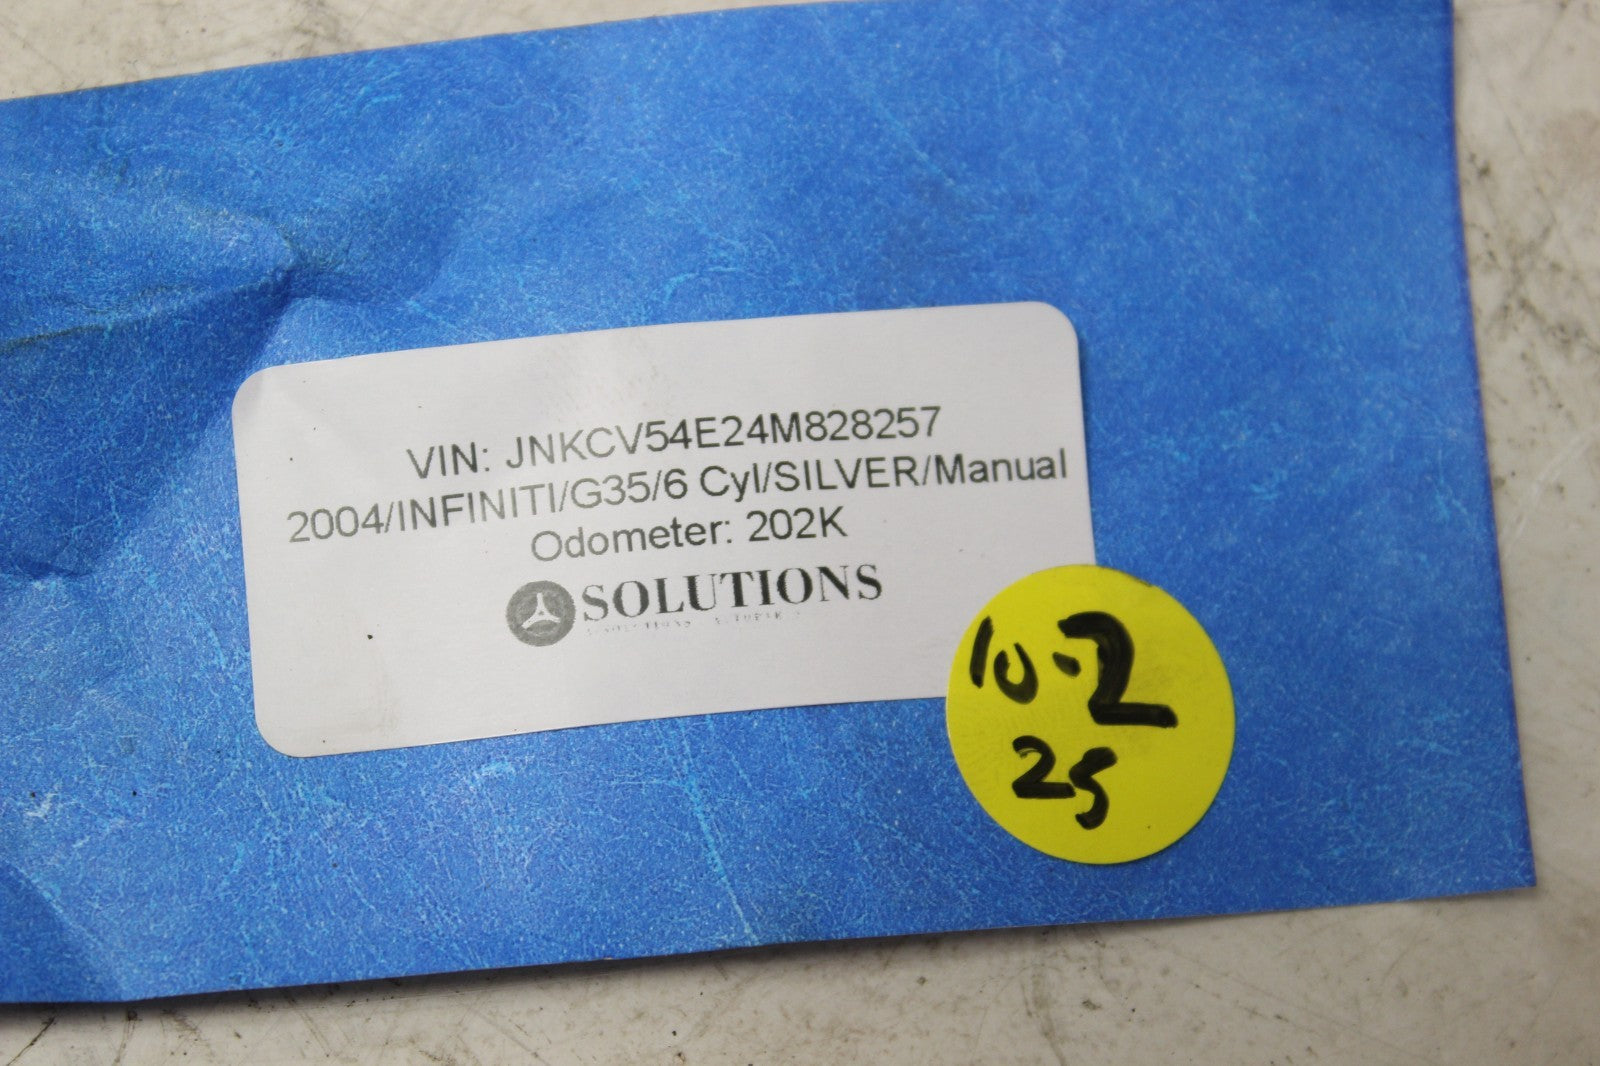 VIN: JNKCV54E24M828257
2004/INFINITI/G35/6 Cyl/SILVER/Manual
Odometer: 202K
SOLUTIONS
10-2
25